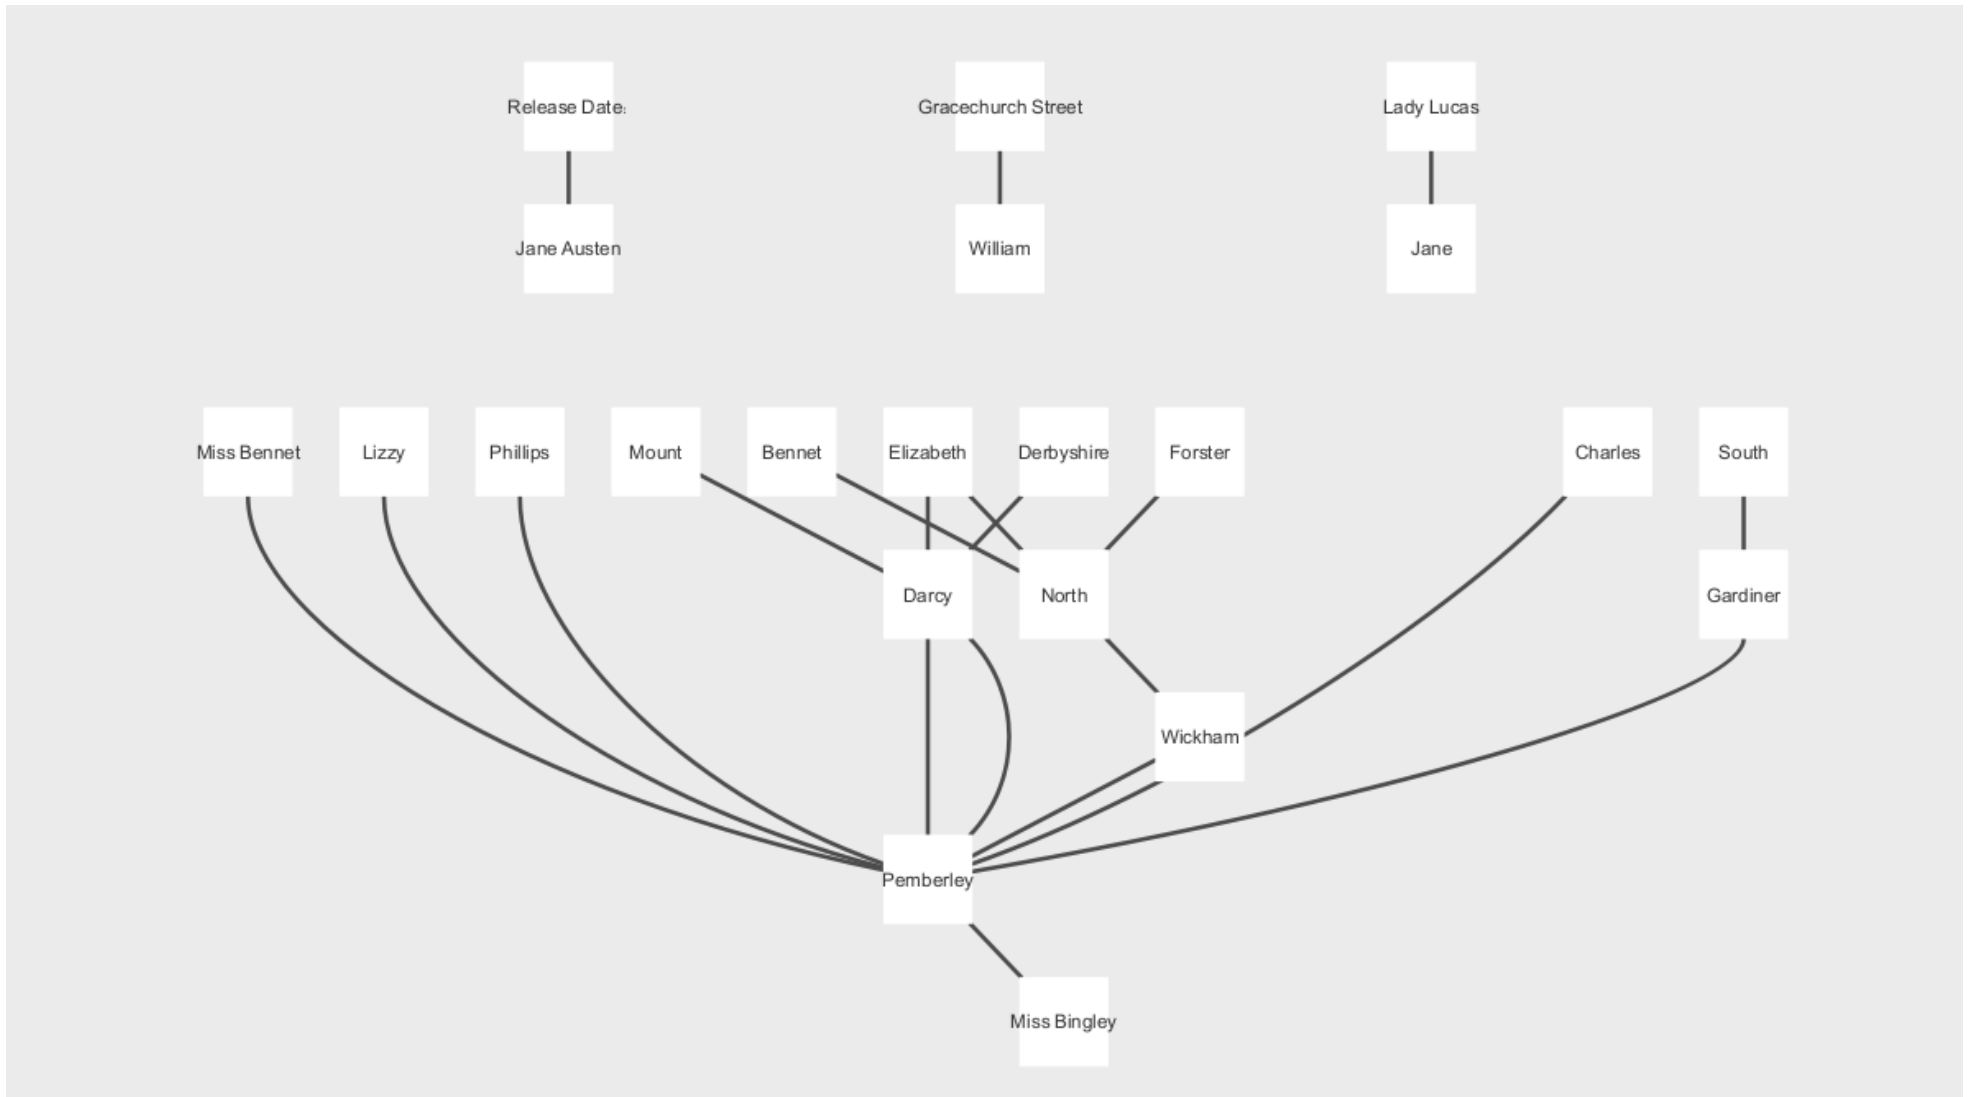 Release Date:
Gracechurch Street
Lady Lucas
Jane Austen
William
Jane
Miss Bennet
Lizzy
Phillips
Mount
Bennet
Elizabeth
Derbyshire
Forster
Charles
South
Darcy
North
Gardiner
Wickham
Pemberley
Miss Bingley